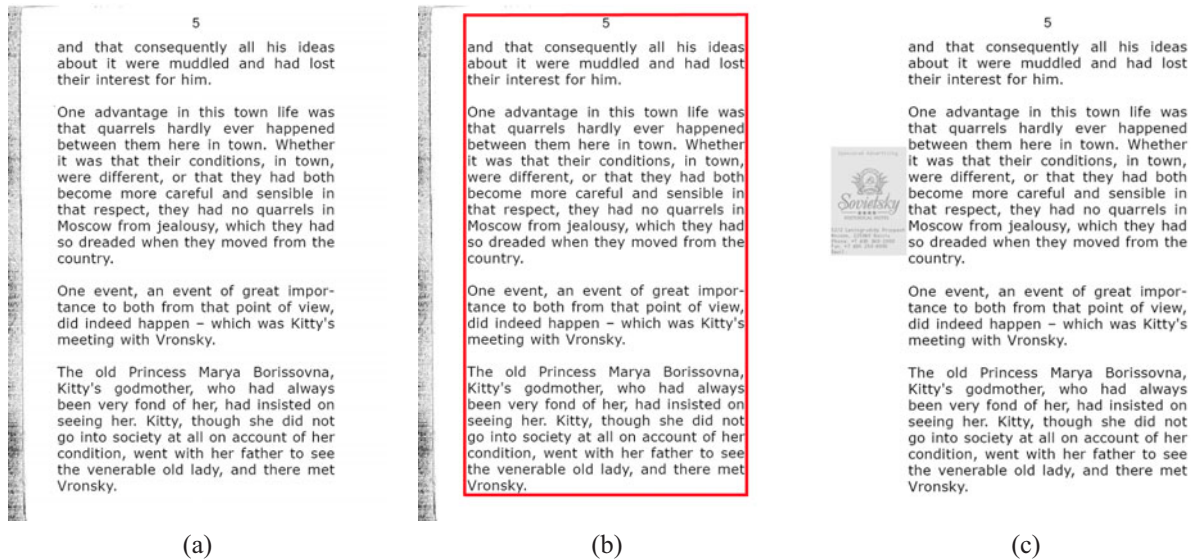 5
and that consequently all his ideas
about it were muddled and had lost
their interest for him.
One advantage in this town life was
that quarrels hardly ever happened
between them here in town. Whether
it was that their conditions, in town,
were different, or that they had both
become more careful and sensible in
that respect, they had no quarrels in
Moscow from jealousy, which they had
so dreaded when they moved from the
country.
One event, an event of great impor-
tance to both from that point of view,
did indeed happen – which was Kitty's
meeting with Vronsky.
The old Princess Marya Borissovna,
Kitty's godmother, who had always
been very fond of her, had insisted on
seeing her. Kitty, though she did not
go into society at all on account of her
condition, went with her father to see
the venerable old lady, and there met
Vronsky.
(a)
5
and that consequently all his ideas
about it were muddled and had lost
their interest for him.
One advantage in this town life was
that quarrels hardly ever happened
between them here in town. Whether
it was that their conditions, in town,
were different, or that they had both
become more careful and sensible in
that respect, they had no quarrels in
Moscow from jealousy, which they had
so dreaded when they moved from the
country.
One event, an event of great impor-
tance to both from that point of view,
did indeed happen – which was Kitty's
meeting with Vronsky.
The old Princess Marya Borissovna,
Kitty's godmother, who had always
been very fond of her, had insisted on
seeing her. Kitty, though she did not
go into society at all on account of her
condition, went with her father to see
the venerable old lady, and there met
Vronsky.
(b)
Sovietsky
HISTORICAL HOTEL
5
and that consequently all his ideas
about it were muddled and had lost
their interest for him.
One advantage in this town life was
that quarrels hardly ever happened
between them here in town. Whether
it was that their conditions, in town,
were different, or that they had both
become more careful and sensible in
that respect, they had no quarrels in
Moscow from jealousy, which they had
so dreaded when they moved from the
country.
One event, an event of great impor-
tance to both from that point of view,
did indeed happen – which was Kitty's
meeting with Vronsky.
The old Princess Marya Borissovna,
Kitty's godmother, who had always
been very fond of her, had insisted on
seeing her. Kitty, though she did not
go into society at all on account of her
condition, went with her father to see
the venerable old lady, and there met
Vronsky.
(c)